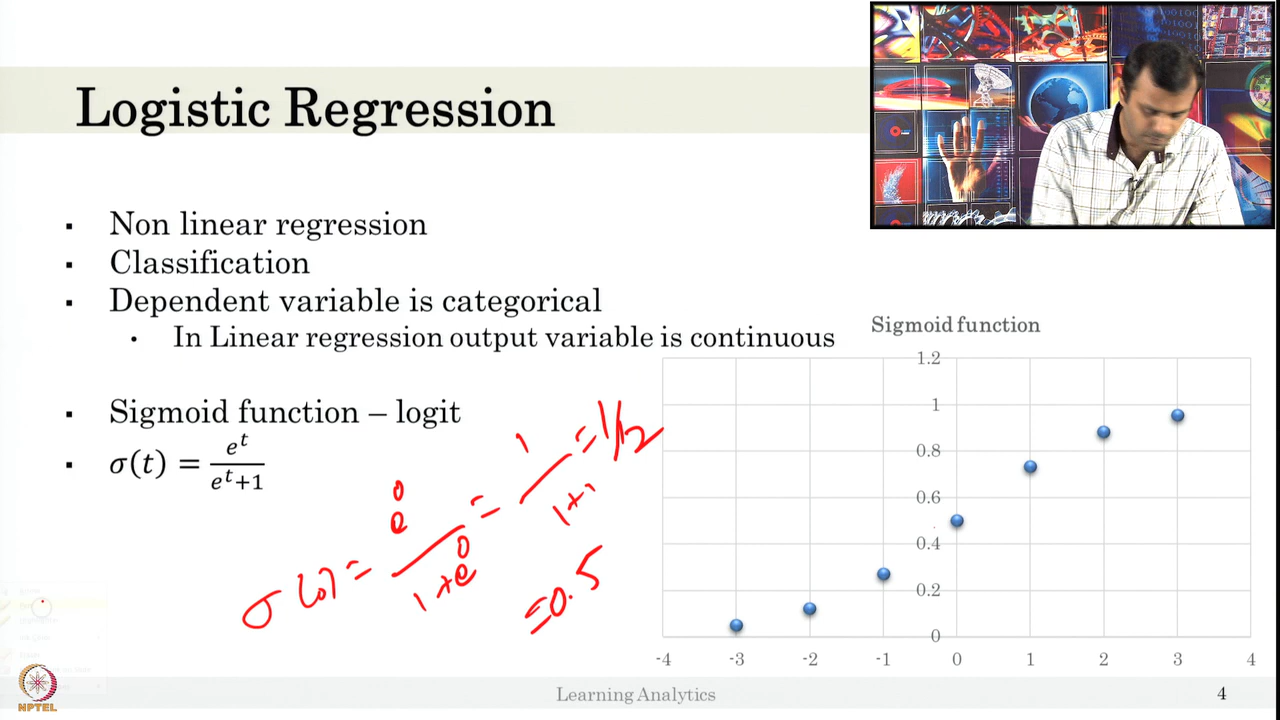 Logistic Regression
▪ Non linear regression
▪ Classification
▪ Dependent variable is categorical
• In Linear regression output variable is continuous
▪ Sigmoid function – logit
▪ σ(t) = e^t / e^t+1
σ(0) = e^0 / 1+e^0 = 1 / 1+1 = 1/2
= 0.5
Sigmoid function
1.2
1
0.8
0.6
0.4
0.2
0
-4 -3 -2 -1 0 1 2 3 4
NPTEL
Learning Analytics
4